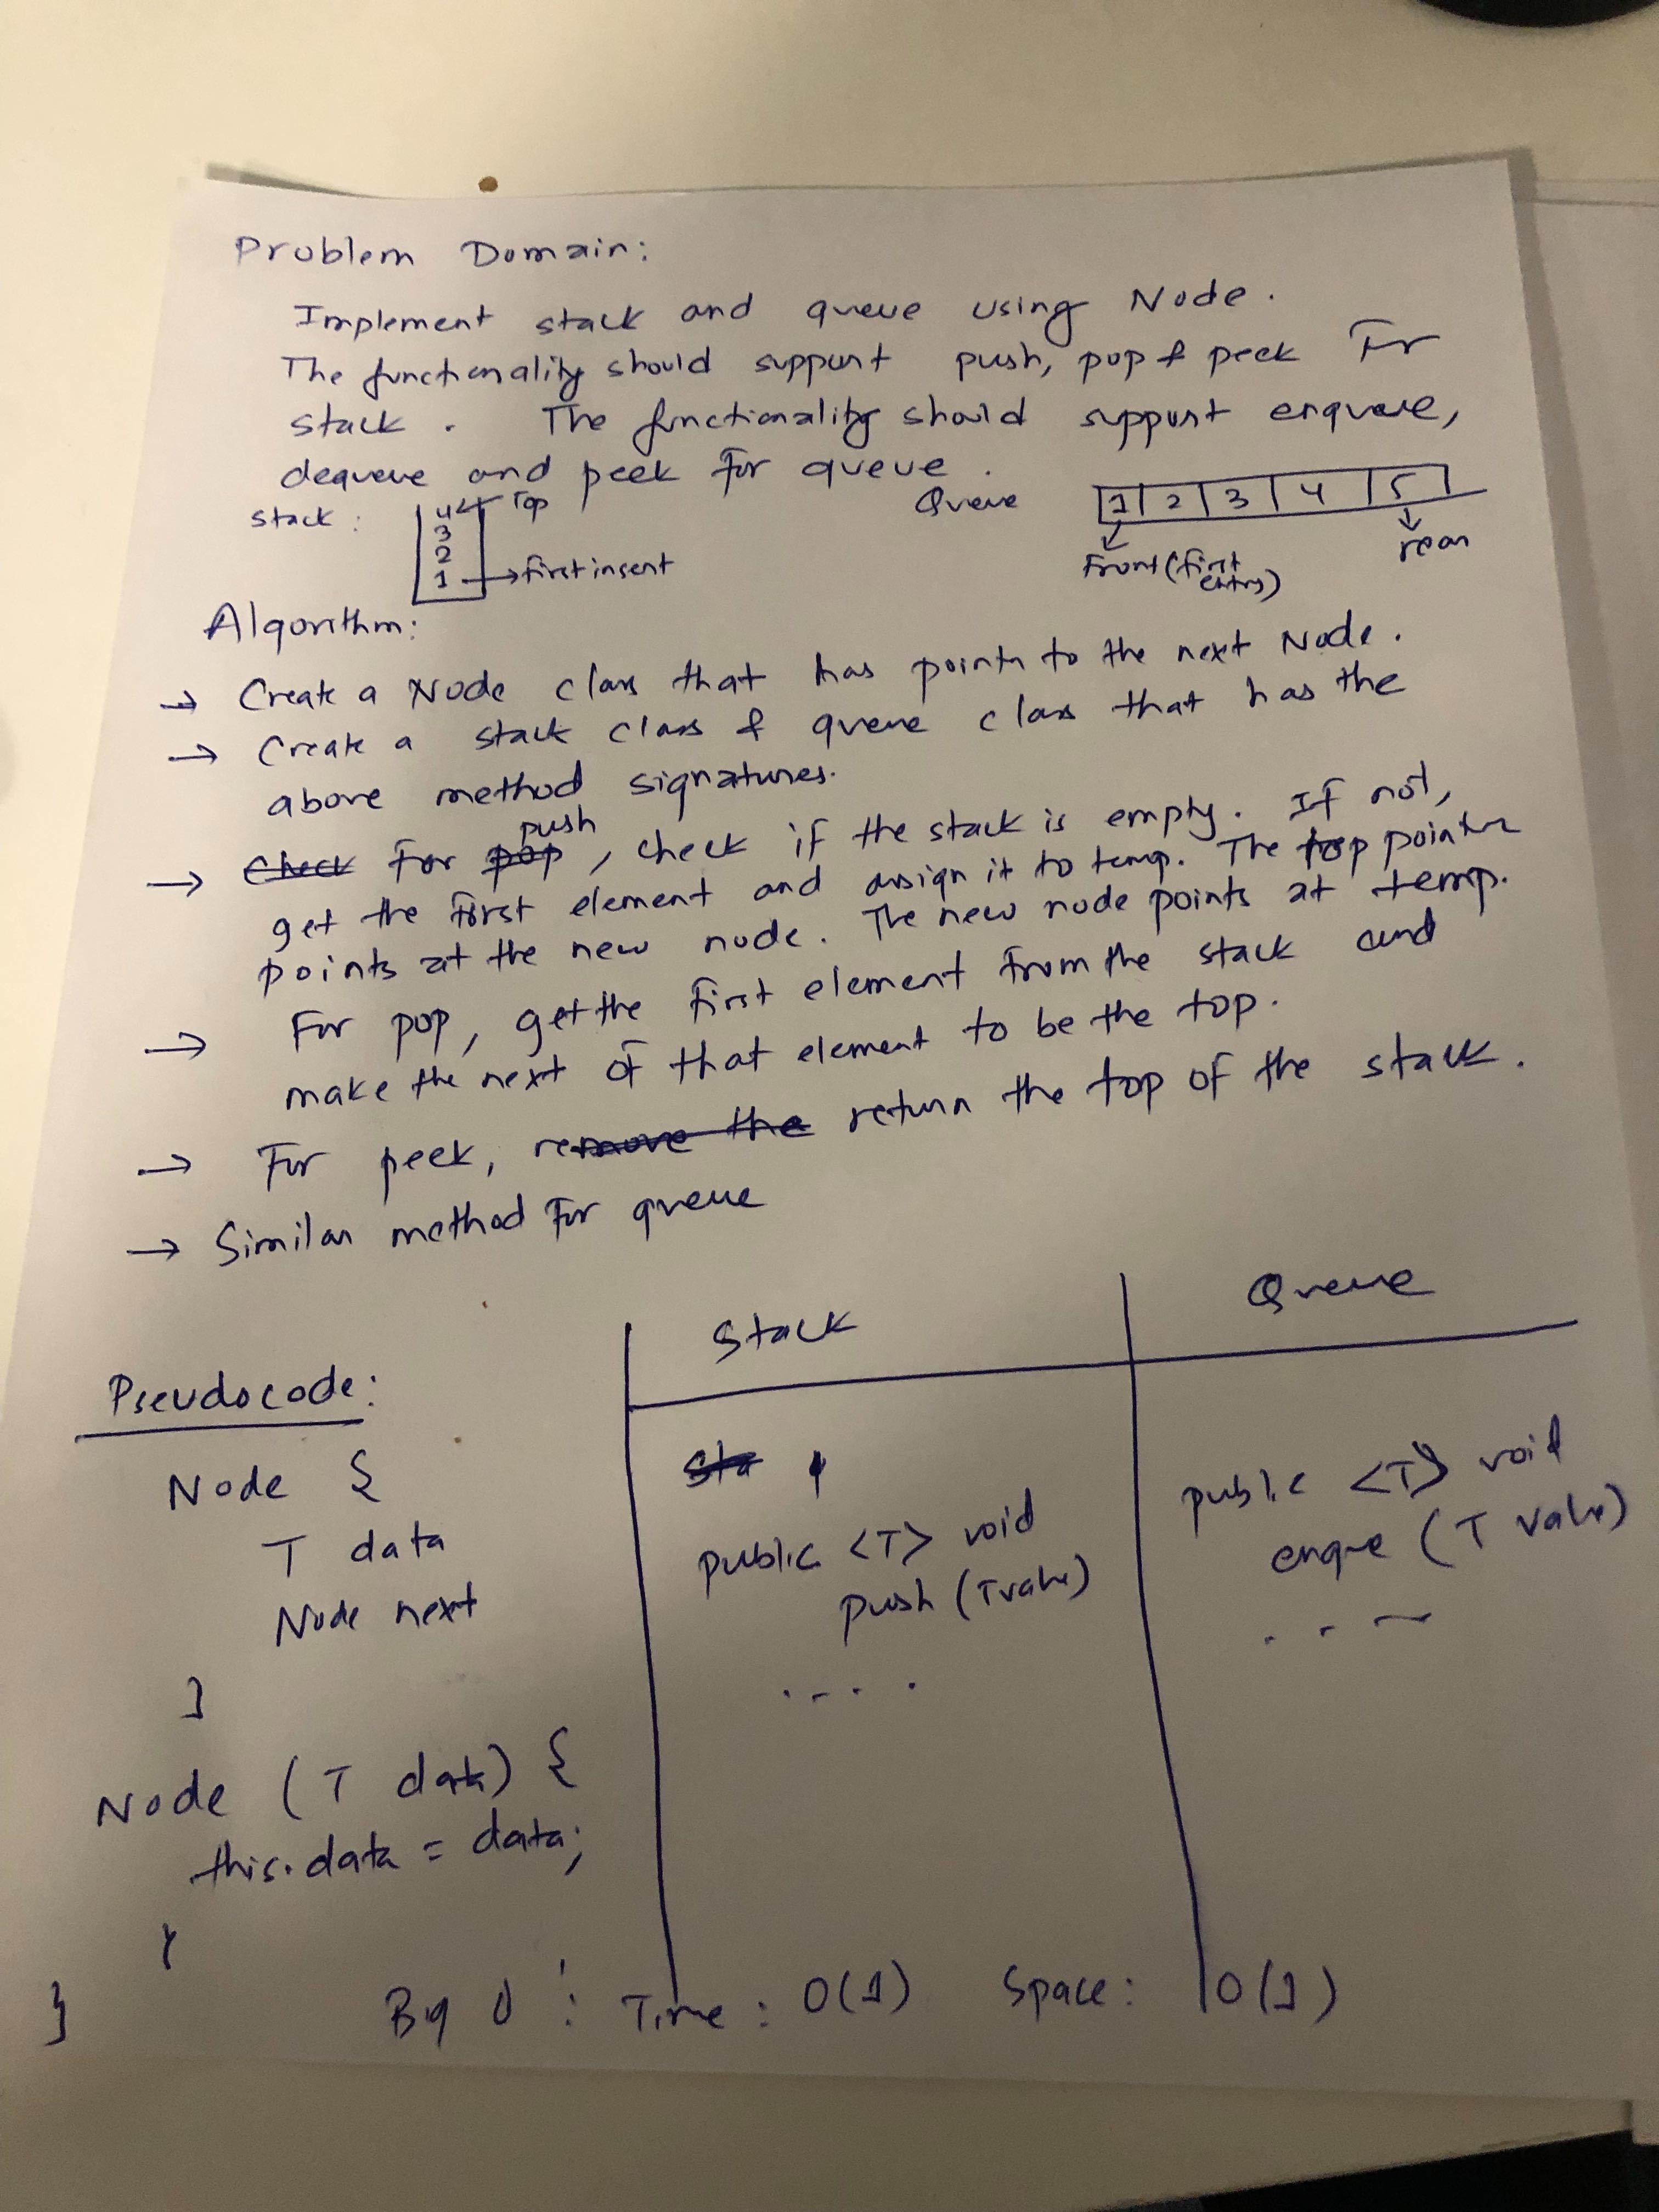 Problem Domain:
Implement stack and queue using Node.
The functionality should support push, pop & peek For
stack. The functionality should support enqueue,
dequeue and peek for queue.
stack: 4 ← Top
3
2
1 → first insert
Queue 1 2 3 4 5
Front (first entry) rear
Algorithm:
→ Create a Node class that has pointer to the next Node.
→ Create a stack class & queue class that has the
above method signatures.
→ Check For pop push, check if the stack is empty. If not,
get the first element and assign it to temp. The top pointer
points at the new node. The new node points at temp.
→ For pop, get the first element from the stack and
make the next of that element to be the top.
→ For peek, remove the return the top of the stack.
→ Similar method for queue
Stack Queue
Pseudocode:
Node {
T data
Node next
}
Node (T data) {
this.data = data;
}
}
Sta
public <T> void
push (T value)
. . . .
public <T> void
enque (T value)
. . .
Big O : Time : O(1) Space : O(1)